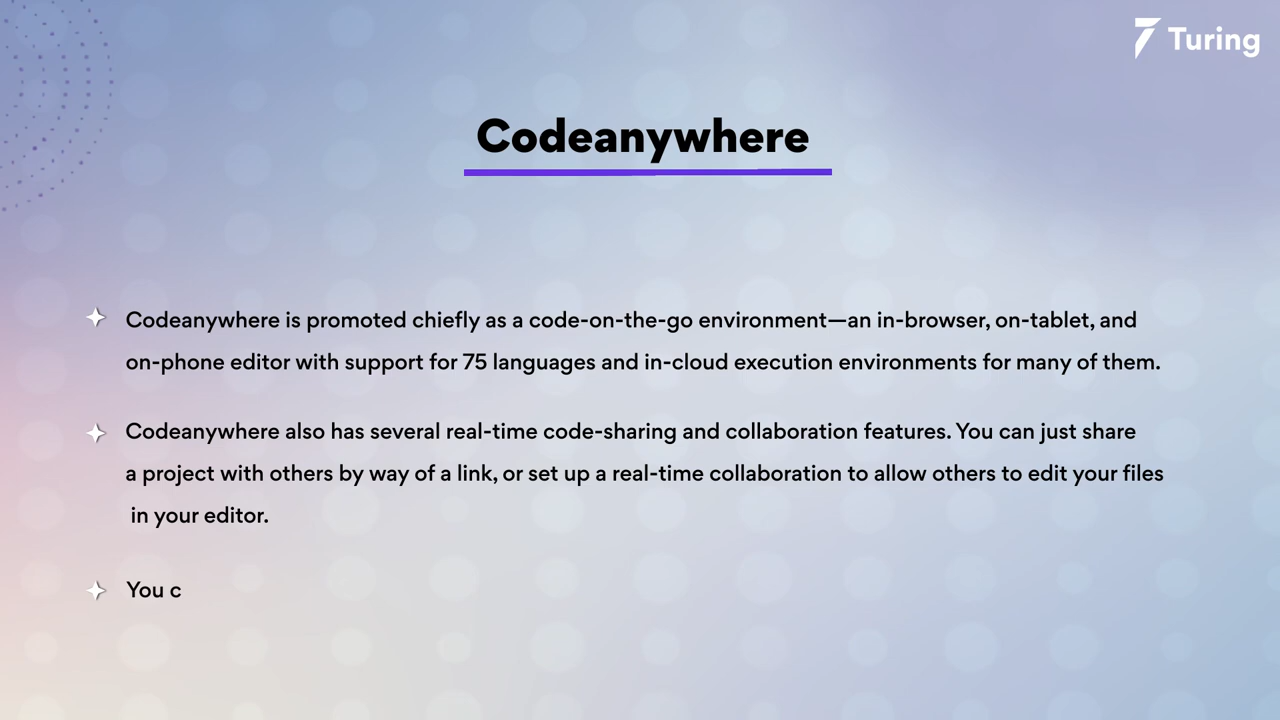 Turing
Codeanywhere
Codeanywhere is promoted chiefly as a code-on-the-go environment—an in-browser, on-tablet, and
on-phone editor with support for 75 languages and in-cloud execution environments for many of them.
Codeanywhere also has several real-time code-sharing and collaboration features. You can just share
a project with others by way of a link, or set up a real-time collaboration to allow others to edit your files
in your editor.
You c